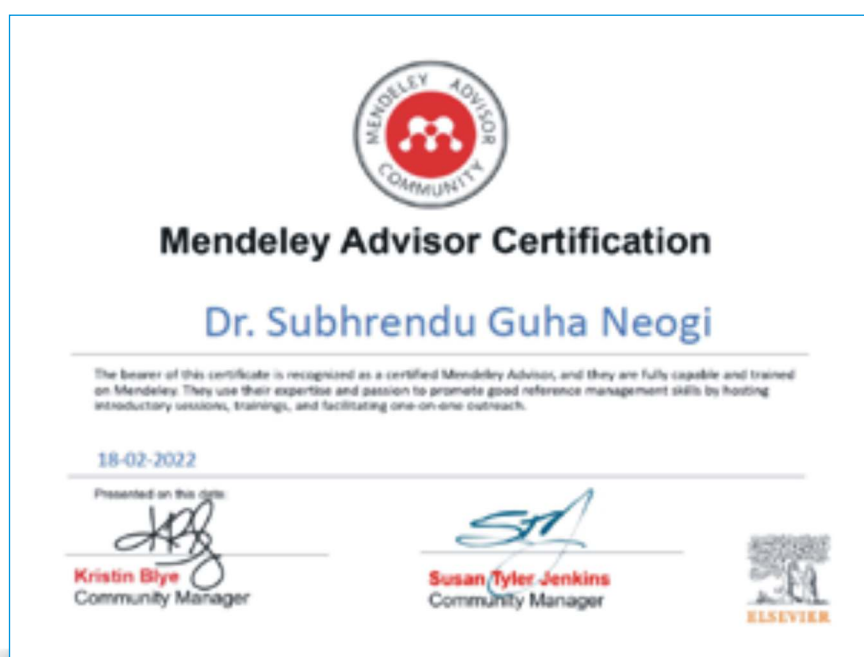 MENDELEY ADVISOR COMMUNITY
Mendeley Advisor Certification
Dr. Subhrendu Guha Neogi
The bearer of this certificate is recognized as a certified Mendeley Advisor, and they are fully capable and trained
on Mendeley. They use their expertise and passion to promote good reference management skills by hosting
introductory sessions, trainings, and facilitating one-on-one outreach.
18-02-2022
Presented on this date:
Kristin Blye
Community Manager
Susan Tyler Jenkins
Community Manager
ELSEVIER